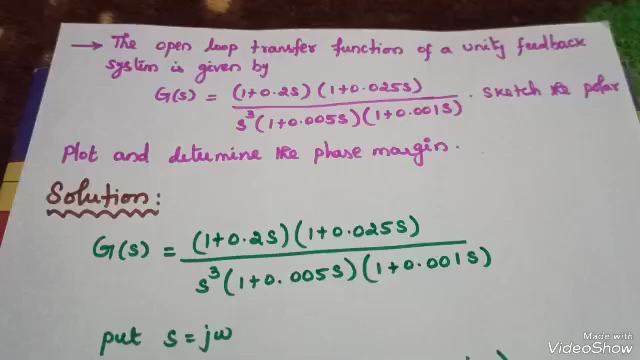 → The open loop transfer function of a unity feedback
system is given by
G(s) = (1+0.2s) (1+0.025s) / s³(1+0.005s)(1+0.001s) . sketch the polar
Plot and determine the phase margin.
Solution:
G(s) = (1+0.2s)(1+0.025s) / s³(1+0.005s)(1+0.001s)
put s = jω
Made with
VideoShow